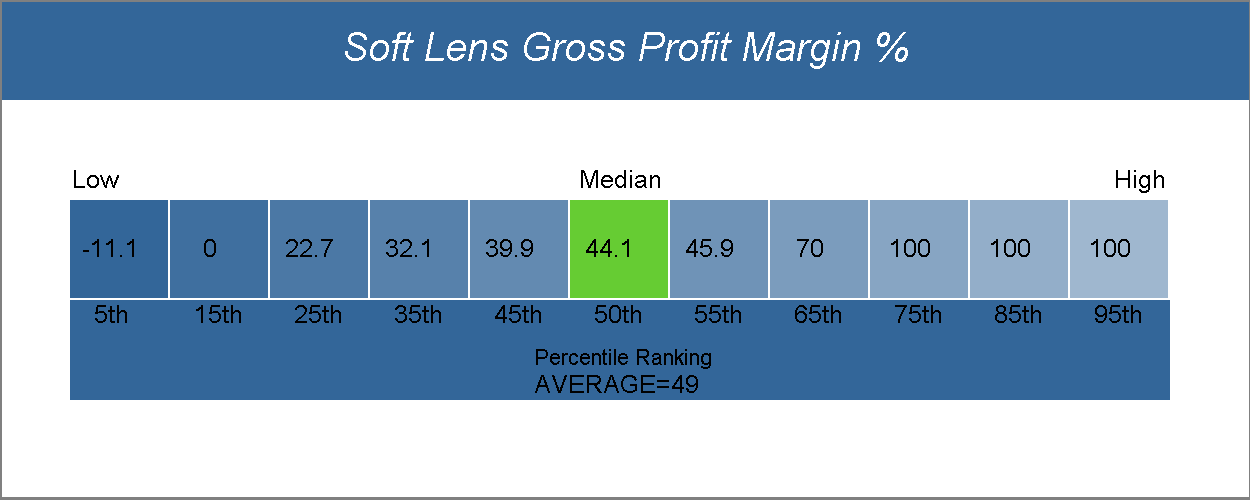 Soft Lens Gross Profit Margin %
Low Median High
-11.1 0 22.7 32.1 39.9 44.1 45.9 70 100 100 100
5th 15th 25th 35th 45th 50th 55th 65th 75th 85th 95th
Percentile Ranking
AVERAGE=49